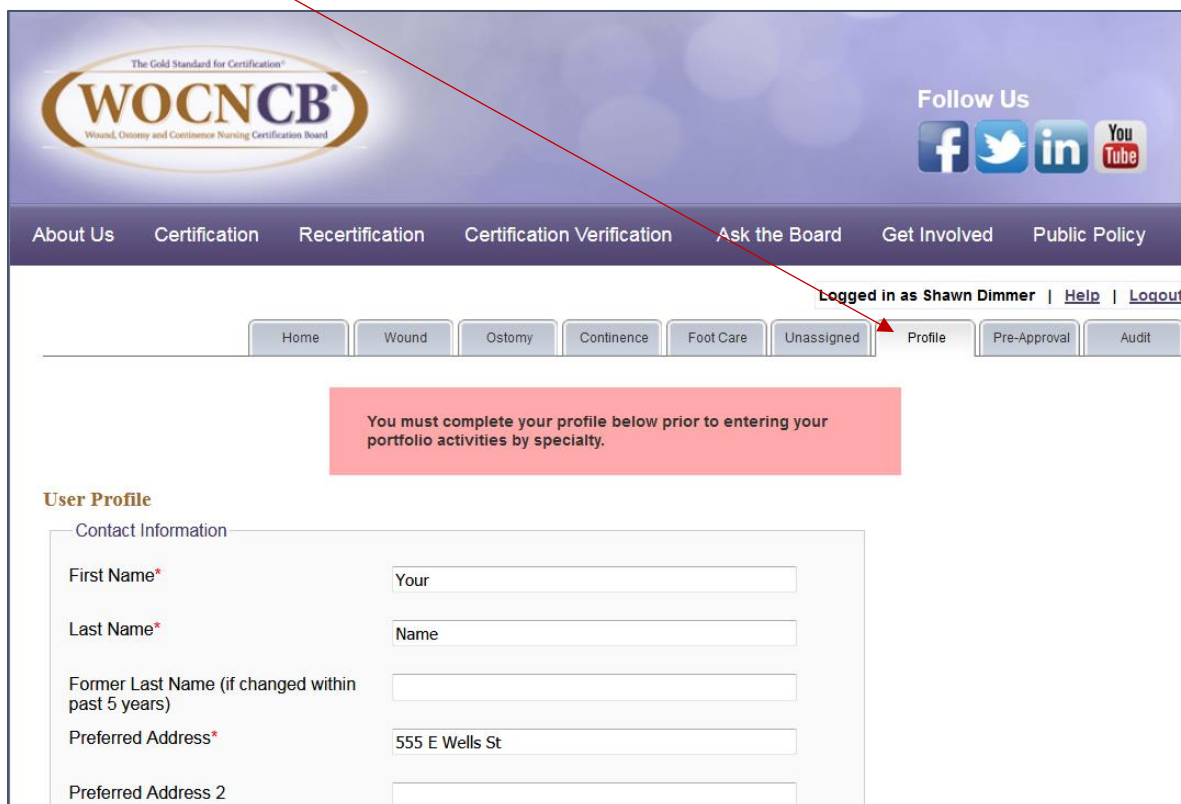 The Gold Standard for Certification®
WOCNCB®
Wound, Ostomy and Continence Nursing Certification Board
Follow Us
f in You Tube
About Us Certification Recertification Certification Verification Ask the Board Get Involved Public Policy
Logged in as Shawn Dimmer | Help | Logout
Home Wound Ostomy Continence Foot Care Unassigned Profile Pre-Approval Audit
You must complete your profile below prior to entering your
portfolio activities by specialty.
User Profile
Contact Information
First Name* Your
Last Name* Name
Former Last Name (if changed within
past 5 years)
Preferred Address* 555 E Wells St
Preferred Address 2